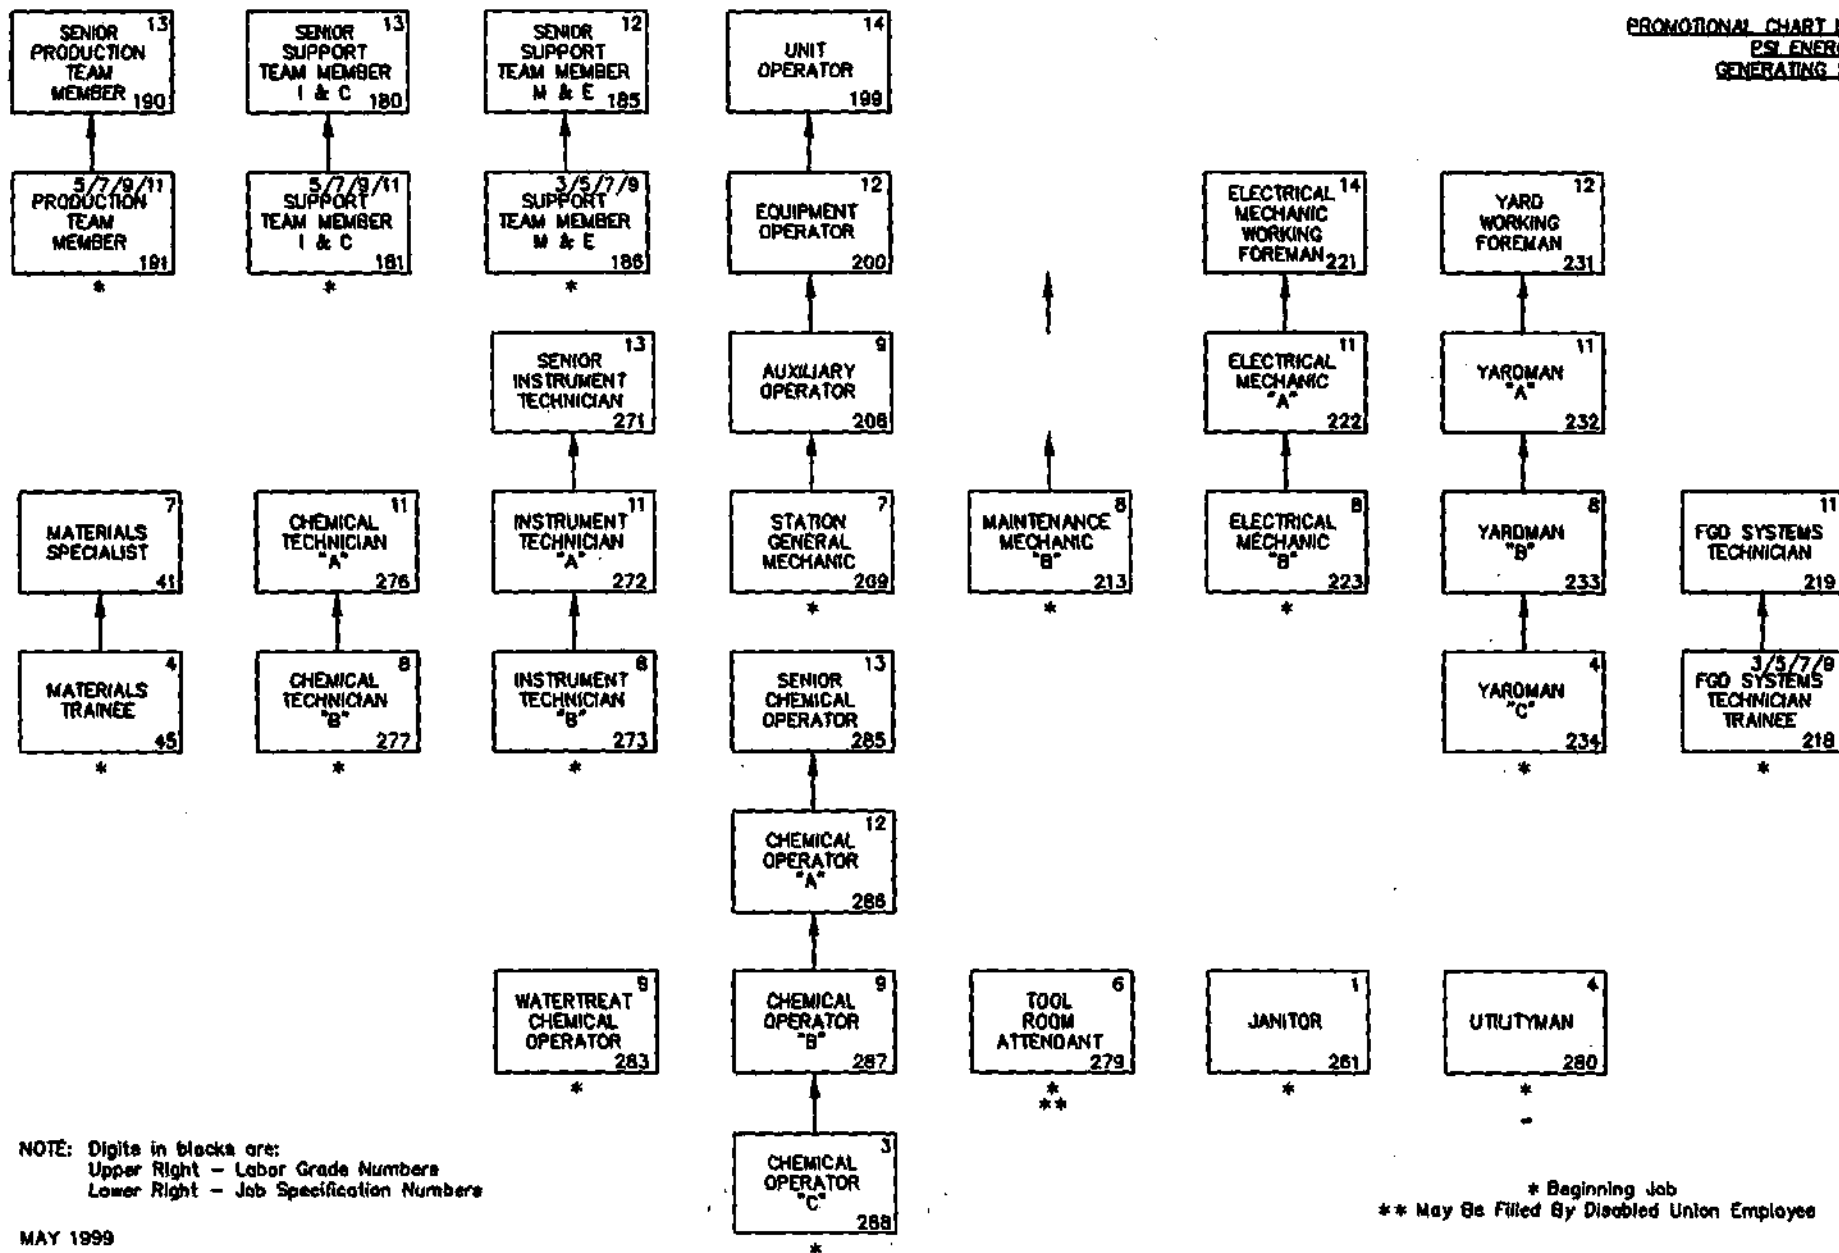 PROMOTIONAL CHART
PSI ENERG
GENERATING
13
SENIOR
PRODUCTION
TEAM
MEMBER
190
13
SENIOR
SUPPORT
TEAM MEMBER
I & C
180
12
SENIOR
SUPPORT
TEAM MEMBER
M & E
185
14
UNIT
OPERATOR
199
5/7/9/11
PRODUCTION
TEAM
MEMBER
191
*
5/7/9/11
SUPPORT
TEAM MEMBER
I & C
181
*
3/5/7/9
SUPPORT
TEAM MEMBER
M & E
186
*
12
EQUIPMENT
OPERATOR
200
14
ELECTRICAL
MECHANIC
WORKING
FOREMAN
221
12
YARD
WORKING
FOREMAN
231
13
SENIOR
INSTRUMENT
TECHNICIAN
271
9
AUXILIARY
OPERATOR
208
11
ELECTRICAL
MECHANIC
"A"
222
11
YARDMAN
"A"
232
7
MATERIALS
SPECIALIST
41
11
CHEMICAL
TECHNICIAN
"A"
276
11
INSTRUMENT
TECHNICIAN
"A"
272
7
STATION
GENERAL
MECHANIC
209
*
8
MAINTENANCE
MECHANIC
"B"
213
*
8
ELECTRICAL
MECHANIC
"B"
223
*
8
YARDMAN
"B"
233
11
FGD SYSTEMS
TECHNICIAN
219
4
MATERIALS
TRAINEE
45
*
8
CHEMICAL
TECHNICIAN
"B"
277
*
8
INSTRUMENT
TECHNICIAN
"B"
273
*
13
SENIOR
CHEMICAL
OPERATOR
285
4
YARDMAN
"C"
234
*
3/5/7/9
FGD SYSTEMS
TECHNICIAN
TRAINEE
218
*
12
CHEMICAL
OPERATOR
"A"
286
9
WATERTREAT
CHEMICAL
OPERATOR
283
*
9
CHEMICAL
OPERATOR
"B"
287
6
TOOL
ROOM
ATTENDANT
279
*
**
1
JANITOR
261
*
4
UTILITYMAN
280
*
3
CHEMICAL
OPERATOR
"C"
288
*
NOTE: Digits in blocks are:
Upper Right – Labor Grade Numbers
Lower Right – Job Specification Numbers
MAY 1999
* Beginning Job
** May Be Filled By Disabled Union Employee